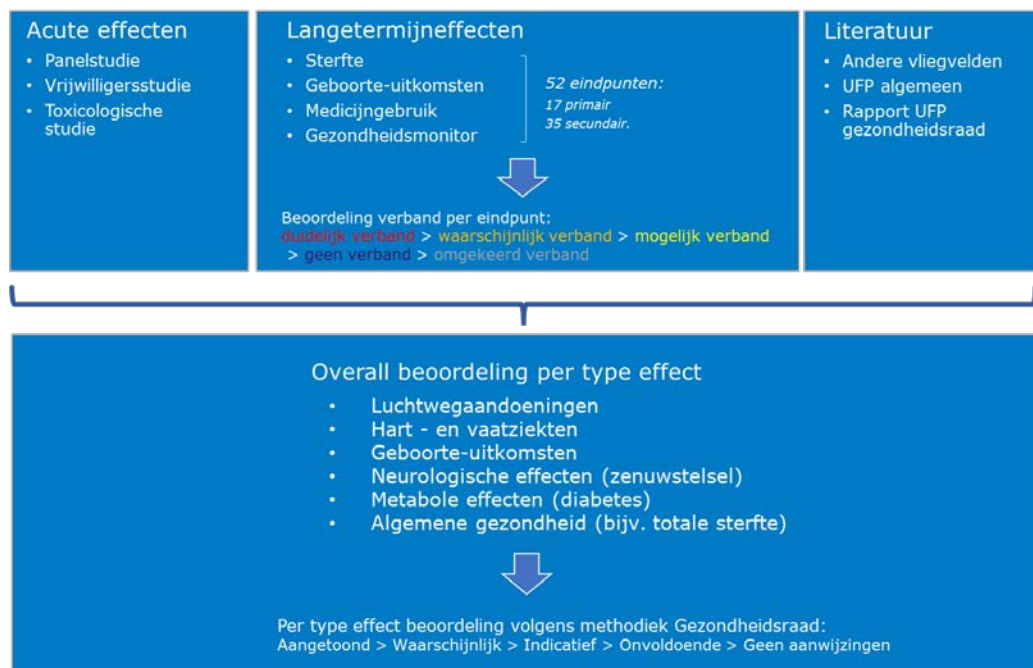 Acute effecten
• Panelstudie
• Vrijwilligersstudie
• Toxicologische
studie
Langetermijneffecten
• Sterfte
• Geboorte-uitkomsten
• Medicijngebruik
• Gezondheidsmonitor
52 eindpunten:
17 primair
35 secundair.
Beoordeling verband per eindpunt:
duidelijk verband > waarschijnlijk verband > mogelijk verband
> geen verband > omgekeerd verband
Literatuur
• Andere vliegvelden
• UFP algemeen
• Rapport UFP
gezondheidsraad
Overall beoordeling per type effect
• Luchtwegaandoeningen
• Hart - en vaatziekten
• Geboorte-uitkomsten
• Neurologische effecten (zenuwstelsel)
• Metabole effecten (diabetes)
• Algemene gezondheid (bijv. totale sterfte)
Per type effect beoordeling volgens methodiek Gezondheidsraad:
Aangetoond > Waarschijnlijk > Indicatief > Onvoldoende > Geen aanwijzingen